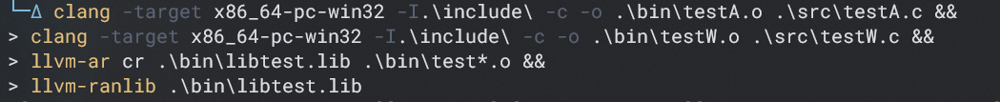 └─Δ clang -target x86_64-pc-win32 -I.\include\ -c -o .\bin\testA.o .\src\testA.c &&
> clang -target x86_64-pc-win32 -I.\include\ -c -o .\bin\testW.o .\src\testW.c &&
> llvm-ar cr .\bin\libtest.lib .\bin\test*.o &&
> llvm-ranlib .\bin\libtest.lib